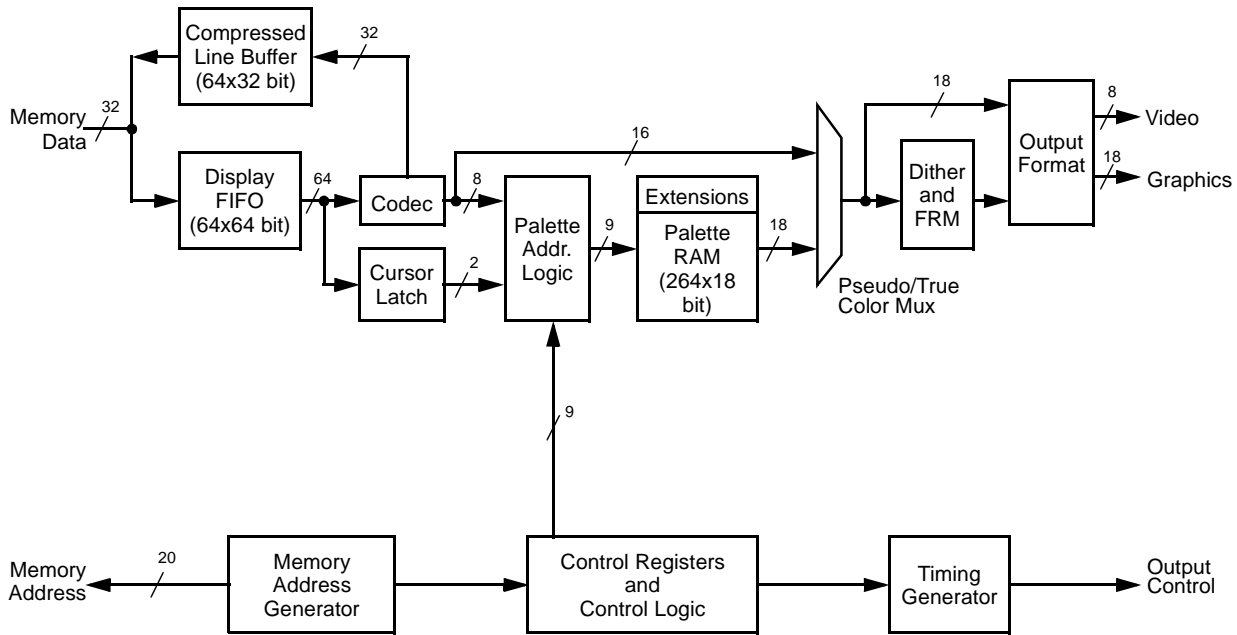 Compressed
Line Buffer
(64x32 bit)
32
32
Memory
Data
Display
FIFO
(64x64 bit)
64
Codec
8
16
Cursor
Latch
2
Palette
Addr.
Logic
9
Extensions
Palette
RAM
(264x18
bit)
18
Pseudo/True
Color Mux
18
Dither
and
FRM
Output
Format
8
Video
18
Graphics
9
Memory
Address
20
Memory
Address
Generator
Control Registers
and
Control Logic
Timing
Generator
Output
Control